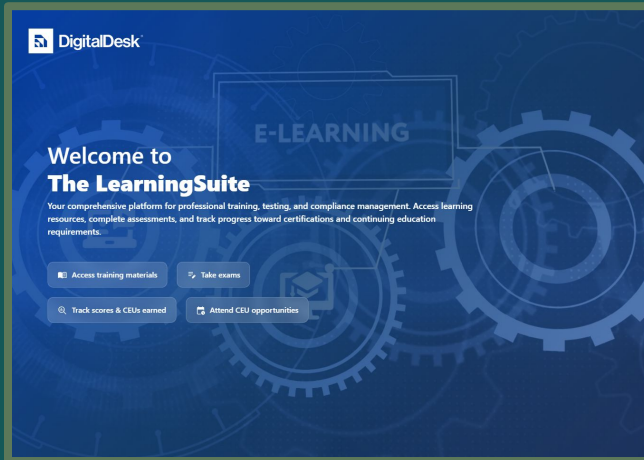 DigitalDesk
E-LEARNING
Welcome to
The LearningSuite
Your comprehensive platform for professional training, testing, and compliance management. Access learning
resources, complete assessments, and track progress toward certifications and continuing education
requirements.
Access training materials
Take exams
Track scores & CEUs earned
Attend CEU opportunities